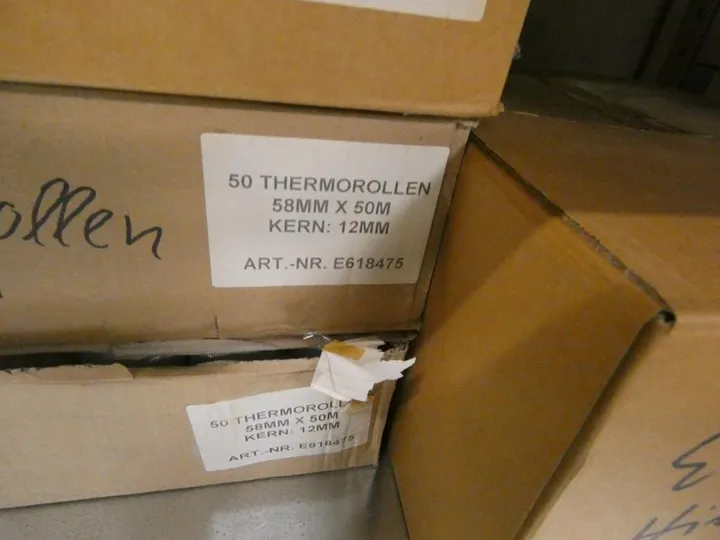 50 THERMOROLLEN
58MM X 50M
KERN: 12MM
ART.-NR. E618475
ollen
50 THERMOROLLEN
58MM X 50M
KERN: 12MM
ART.-NR. E618475